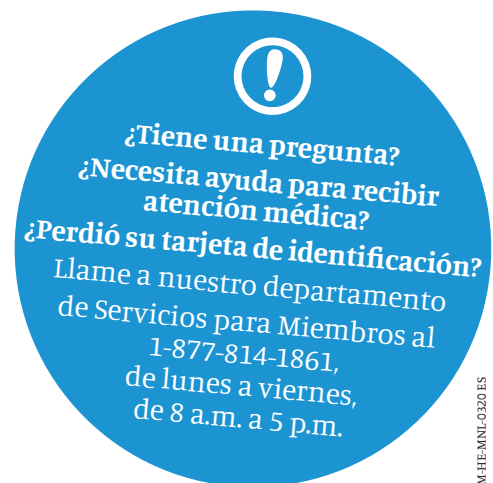 ¿Tiene una pregunta?
¿Necesita ayuda para recibir
atención médica?
¿Perdió su tarjeta de identificación?
Llame a nuestro departamento
de Servicios para Miembros al
1-877-814-1861,
de lunes a viernes,
de 8 a.m. a 5 p.m.
M-HE-MNL-0320 ES